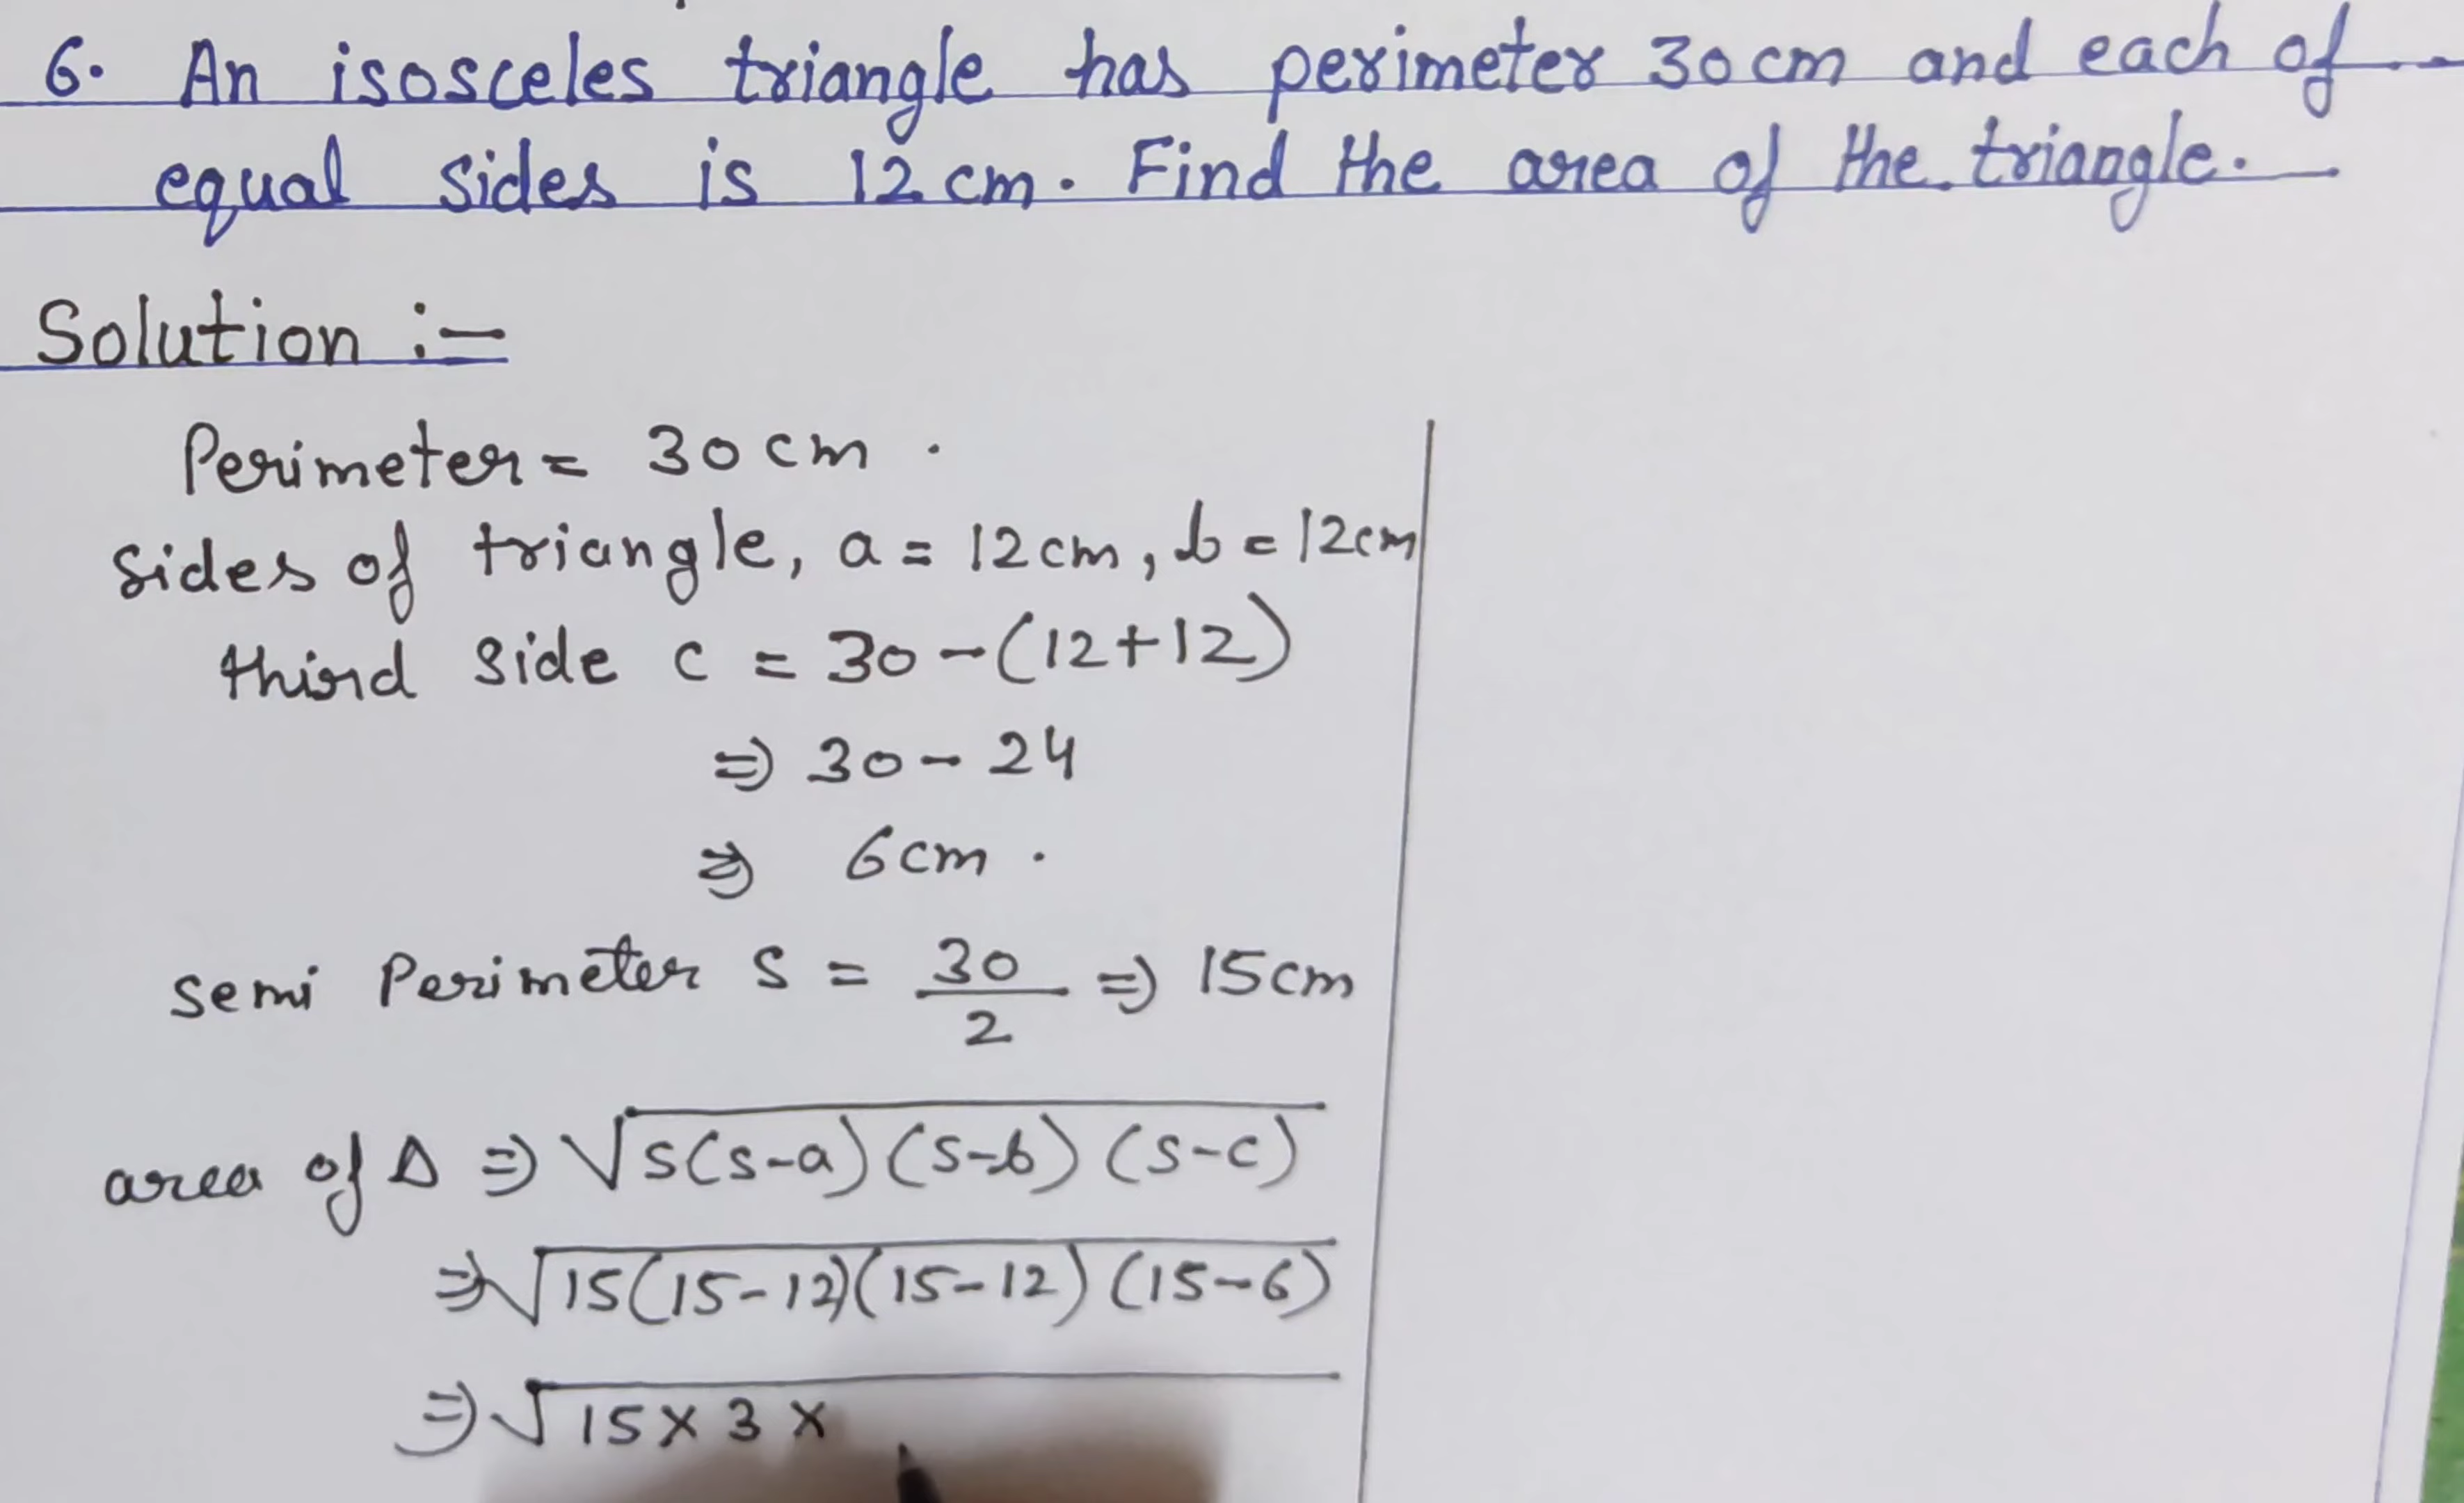 6. An isosceles triangle has perimeter 30 cm and each of
equal sides is 12 cm. Find the area of the triangle.
Solution :-
Perimeter = 30 cm .
sides of triangle, a = 12 cm, b = 12 cm
third side c = 30 - (12+12)
⇒ 30 - 24
⇒ 6 cm .
semi Perimeter s = 30/2 ⇒ 15 cm
area of Δ ⇒ √s(s-a)(s-b)(s-c)
⇒ √15(15-12)(15-12)(15-6)
⇒ √15 × 3 ×